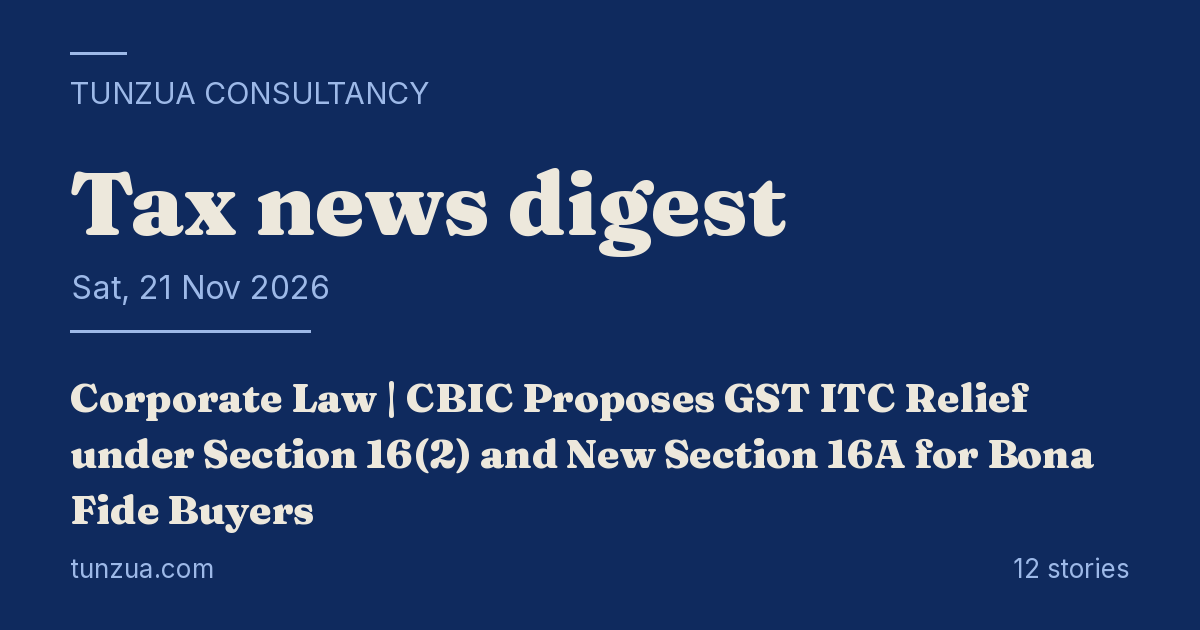 TUNZUA CONSULTANCY
Tax news digest
Sat, 21 Nov 2026
Corporate Law | CBIC Proposes GST ITC Relief
under Section 16(2) and New Section 16A for Bona
Fide Buyers
tunzua.com
12 stories